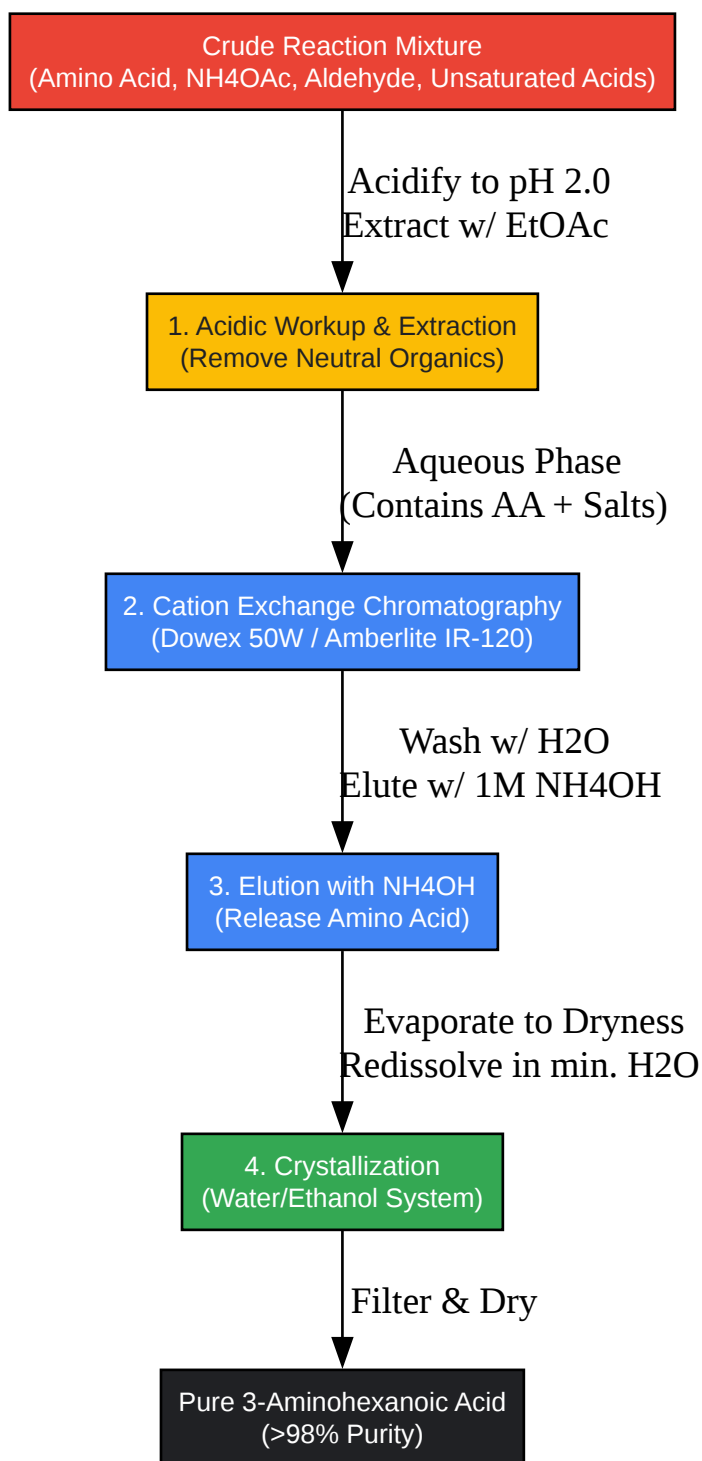 Crude Reaction Mixture
(Amino Acid, NH4OAc, Aldehyde, Unsaturated Acids)
Acidify to pH 2.0
Extract w/ EtOAc
1. Acidic Workup & Extraction
(Remove Neutral Organics)
Aqueous Phase
(Contains AA + Salts)
2. Cation Exchange Chromatography
(Dowex 50W / Amberlite IR-120)
Wash w/ H2O
Elute w/ 1M NH4OH
3. Elution with NH4OH
(Release Amino Acid)
Evaporate to Dryness
Redissolve in min. H2O
4. Crystallization
(Water/Ethanol System)
Filter & Dry
Pure 3-Aminohexanoic Acid
(>98% Purity)